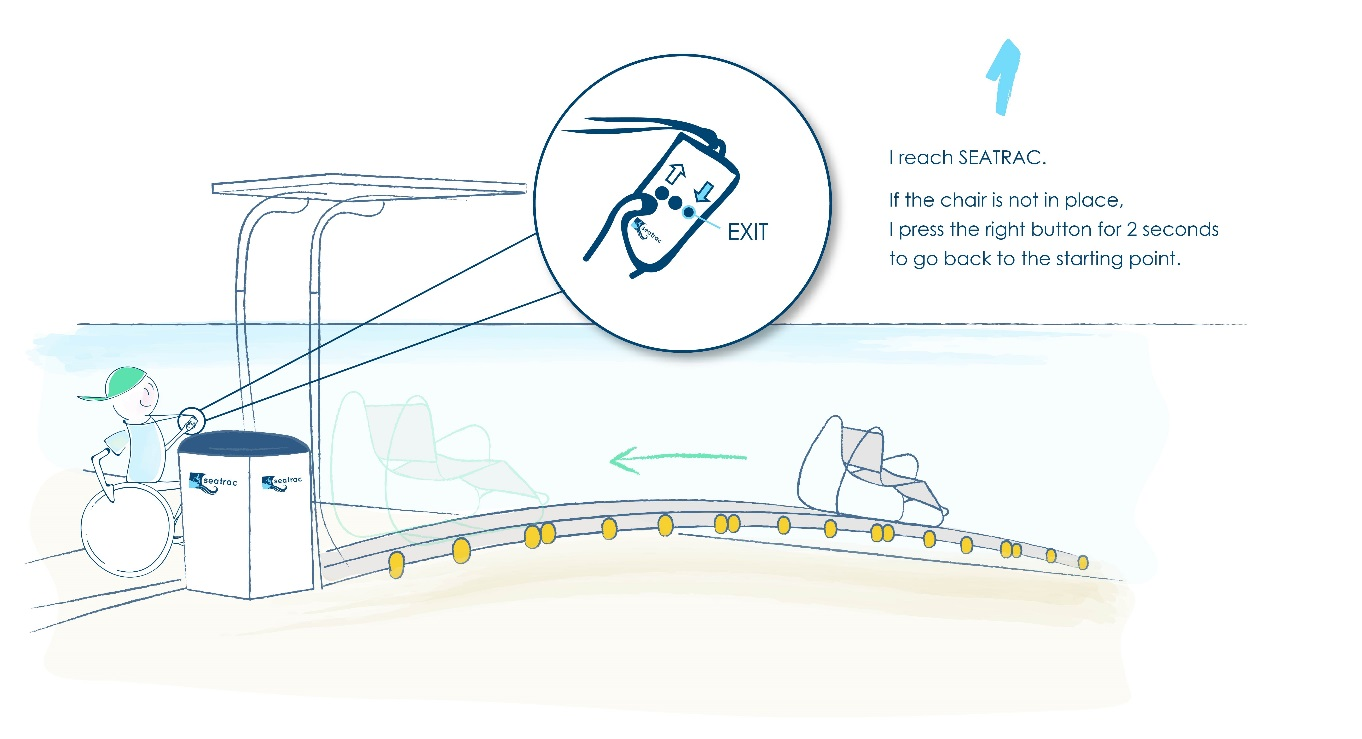 1
I reach SEATRAC.
If the chair is not in place,
I press the right button for 2 seconds
to go back to the starting point.
seatrac
EXIT
seatrac
seatrac